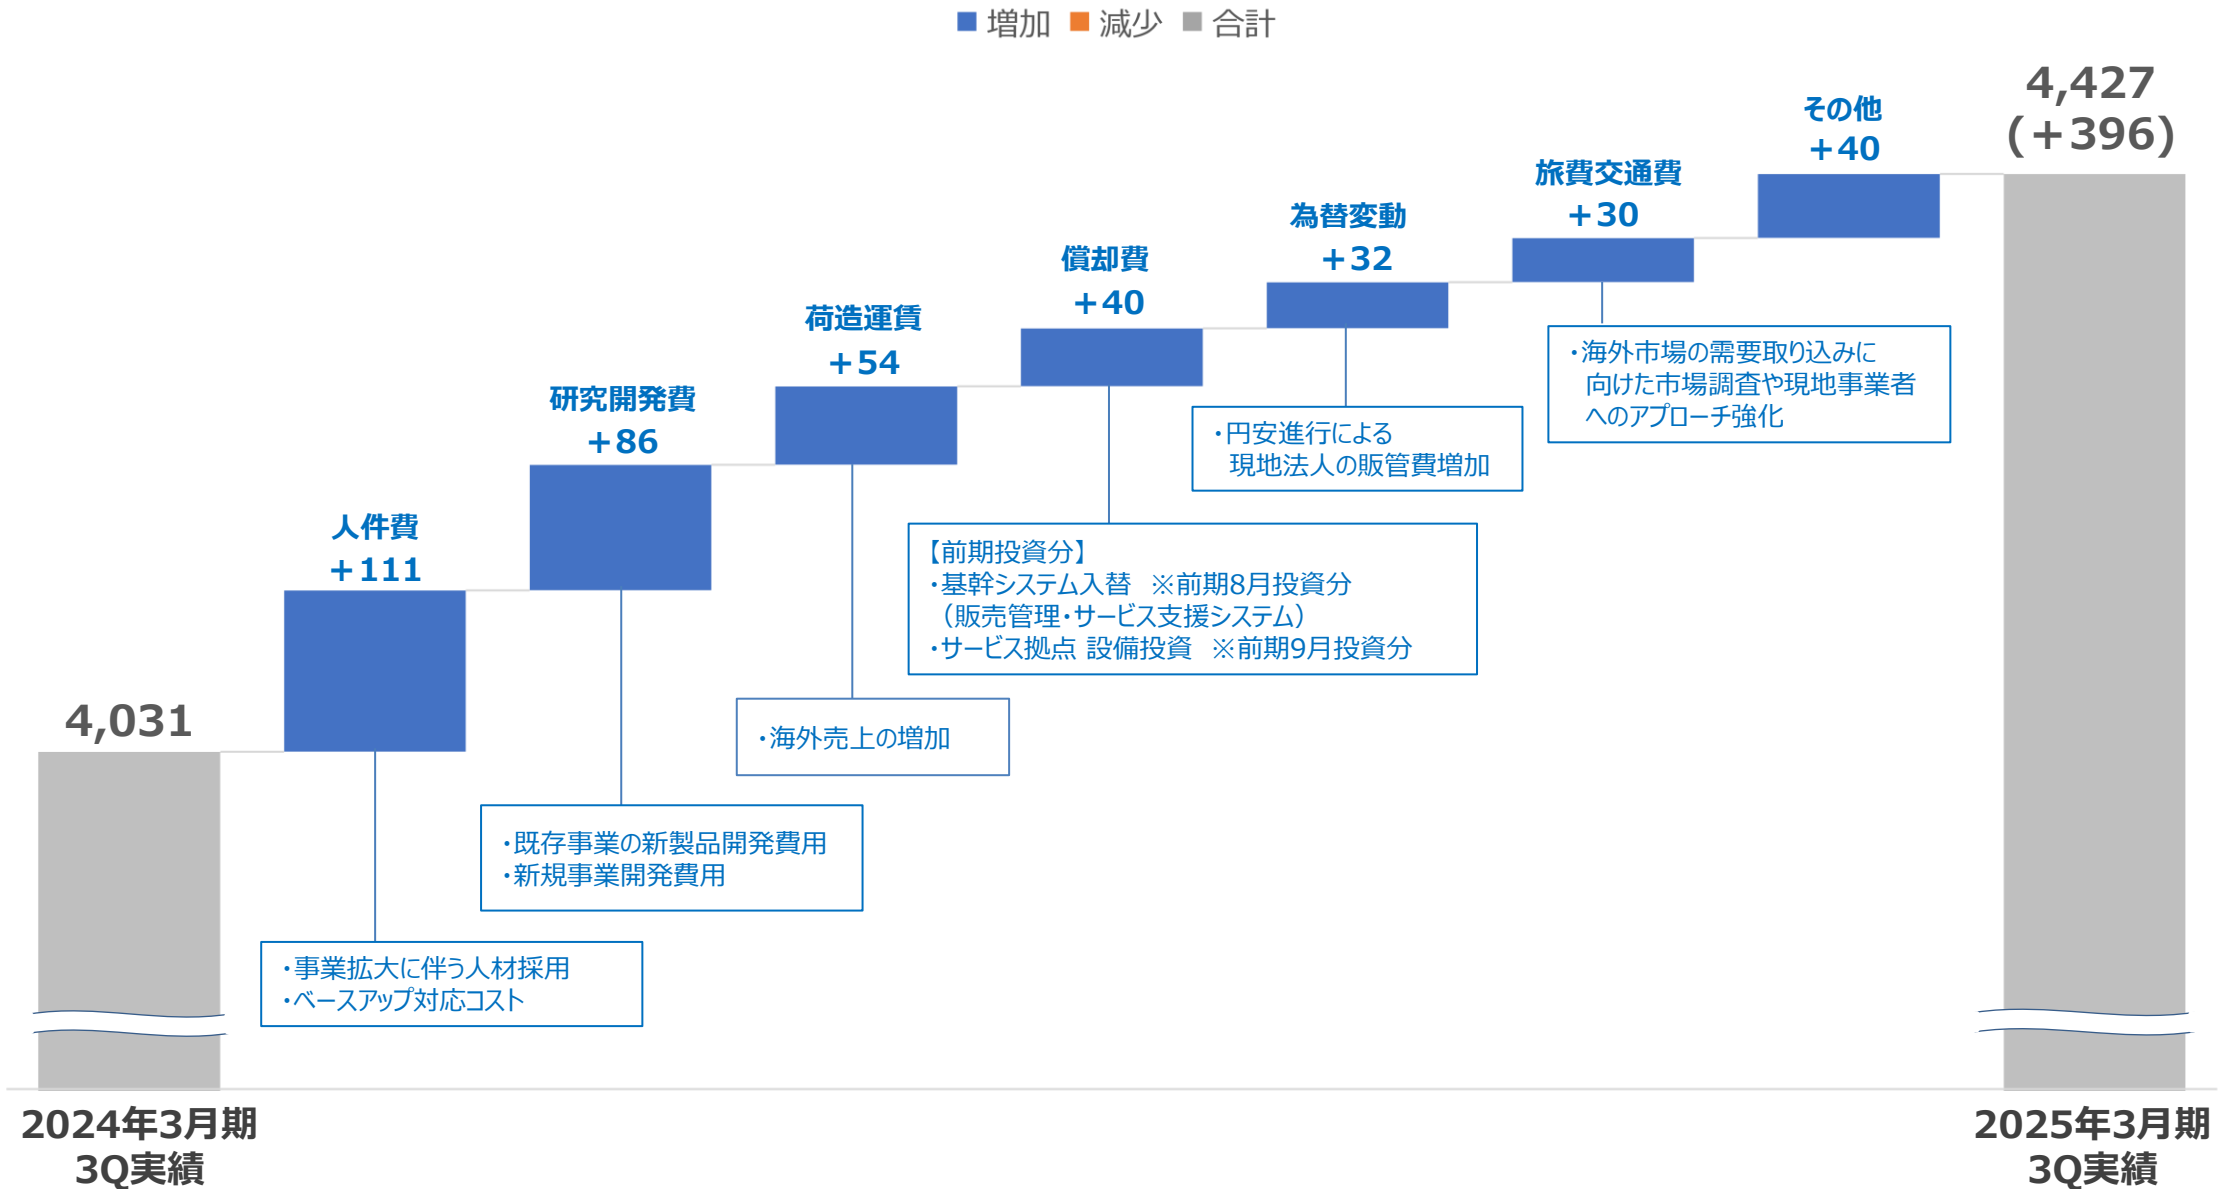 増加 減少 合計
4,031
人件費
+111
・事業拡大に伴う人材採用
・ベースアップ対応コスト
研究開発費
+86
・既存事業の新製品開発費用
・新規事業開発費用
荷造運賃
+54
・海外売上の増加
償却費
+40
【前期投資分】
・基幹システム入替　※前期8月投資分
（販売管理・サービス支援システム）
・サービス拠点 設備投資　※前期9月投資分
為替変動
+32
・円安進行による
現地法人の販管費増加
旅費交通費
+30
・海外市場の需要取り込みに
向けた市場調査や現地事業者
へのアプローチ強化
その他
+40
4,427
(+396)
2024年3月期
3Q実績
2025年3月期
3Q実績